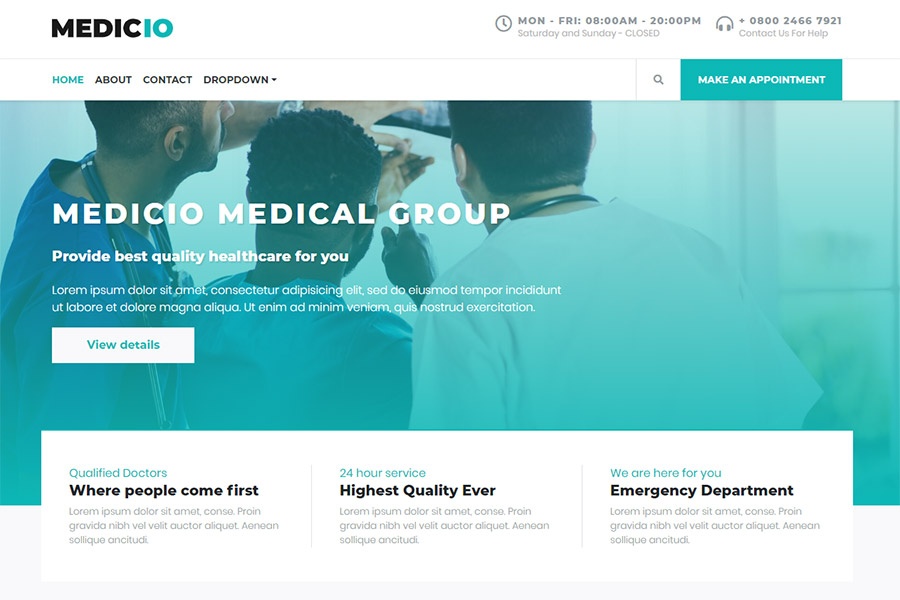 MEDICIO
MON - FRI: 08:00AM - 20:00PM
Saturday and Sunday - CLOSED
+ 0800 2466 7921
Contact Us For Help
HOME ABOUT CONTACT DROPDOWN
MAKE AN APPOINTMENT
MEDICIO MEDICAL GROUP
Provide best quality healthcare for you
Lorem ipsum dolor sit amet, consectetur adipisicing elit, sed do eiusmod tempor incididunt
ut labore et dolore magna aliqua. Ut enim ad minim veniam, quis nostrud exercitation.
View details
Qualified Doctors
Where people come first
Lorem ipsum dolor sit amet, conse. Proin
gravida nibh vel velit auctor aliquet. Aenean
sollique ancitudi.
24 hour service
Highest Quality Ever
Lorem ipsum dolor sit amet, conse. Proin
gravida nibh vel velit auctor aliquet. Aenean
sollique ancitudi.
We are here for you
Emergency Department
Lorem ipsum dolor sit amet, conse. Proin
gravida nibh vel velit auctor aliquet. Aenean
sollique ancitudi.